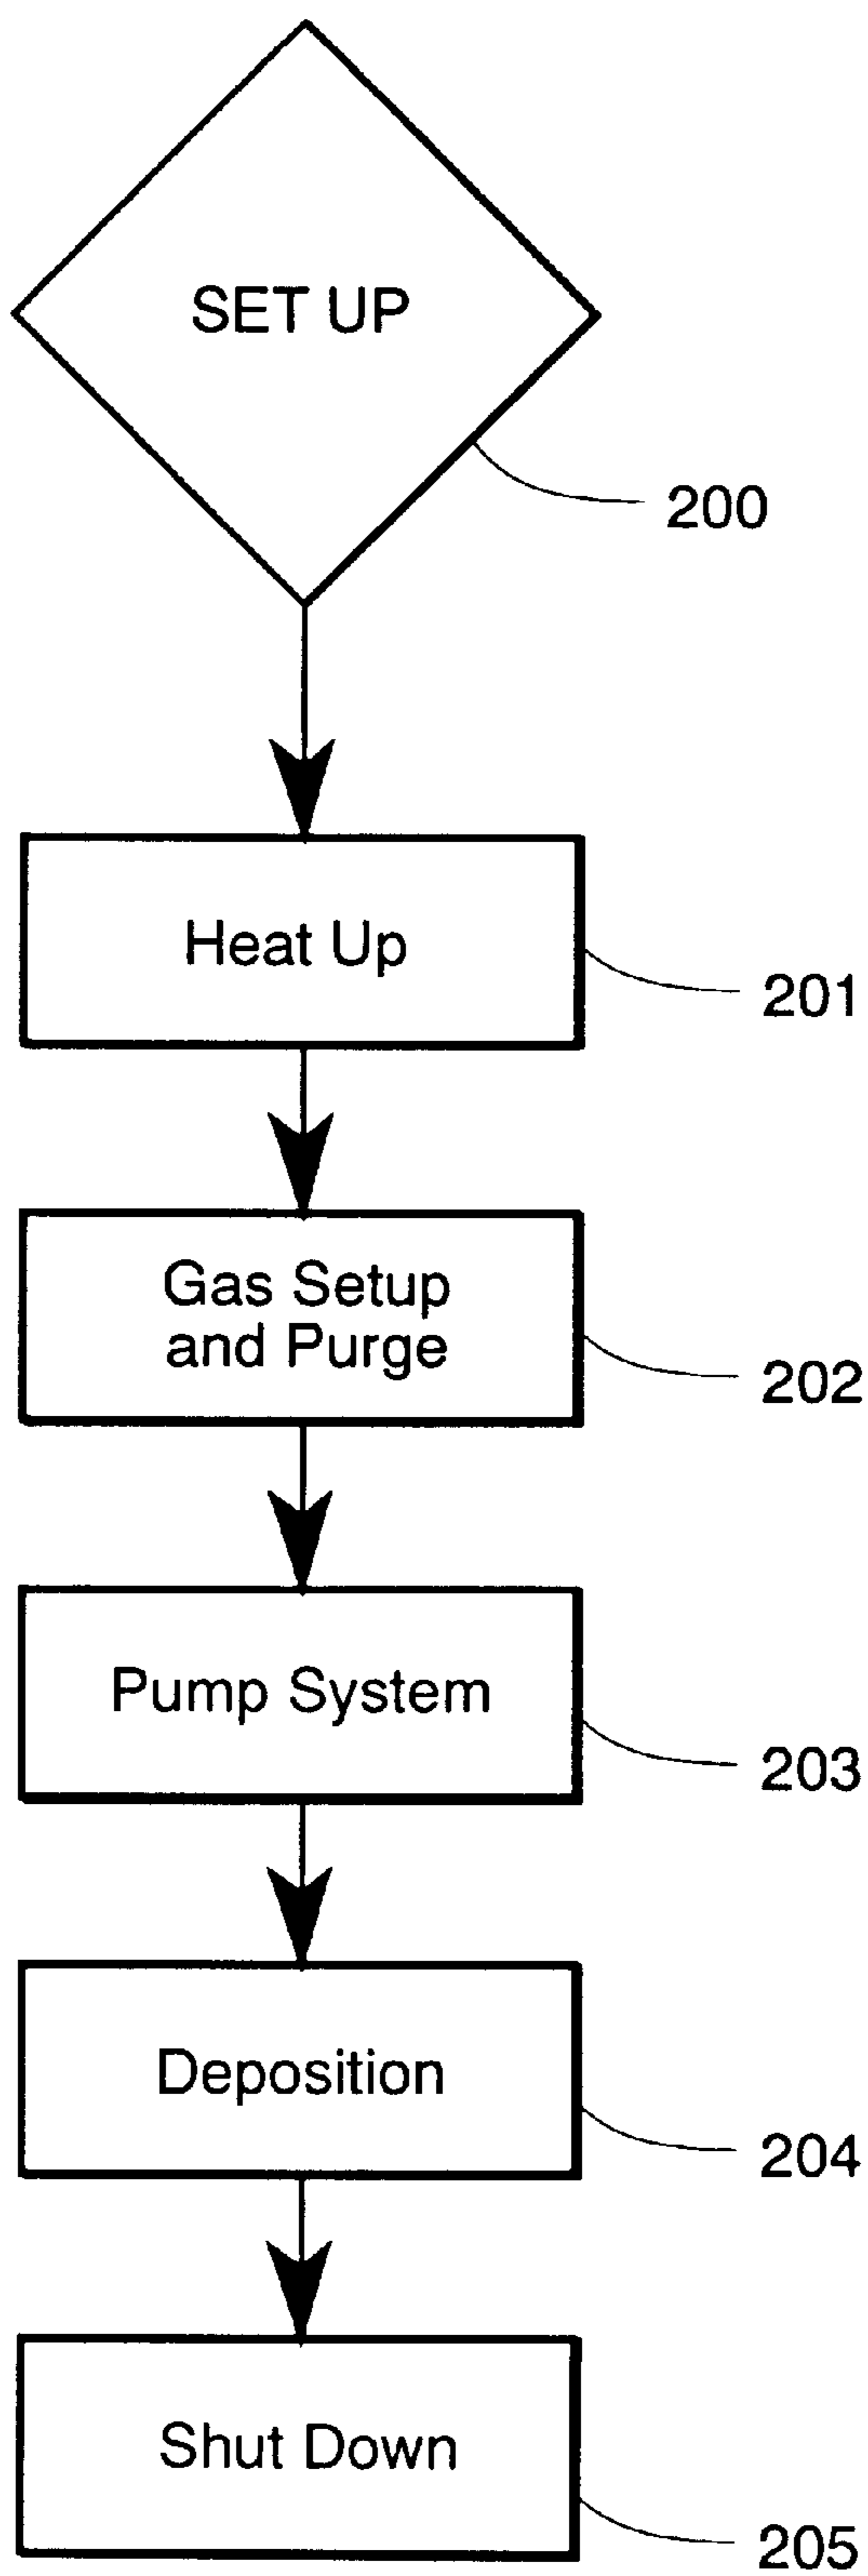 SET UP
200
Heat Up
201
Gas Setup
and Purge
202
Pump System
203
Deposition
204
Shut Down
205